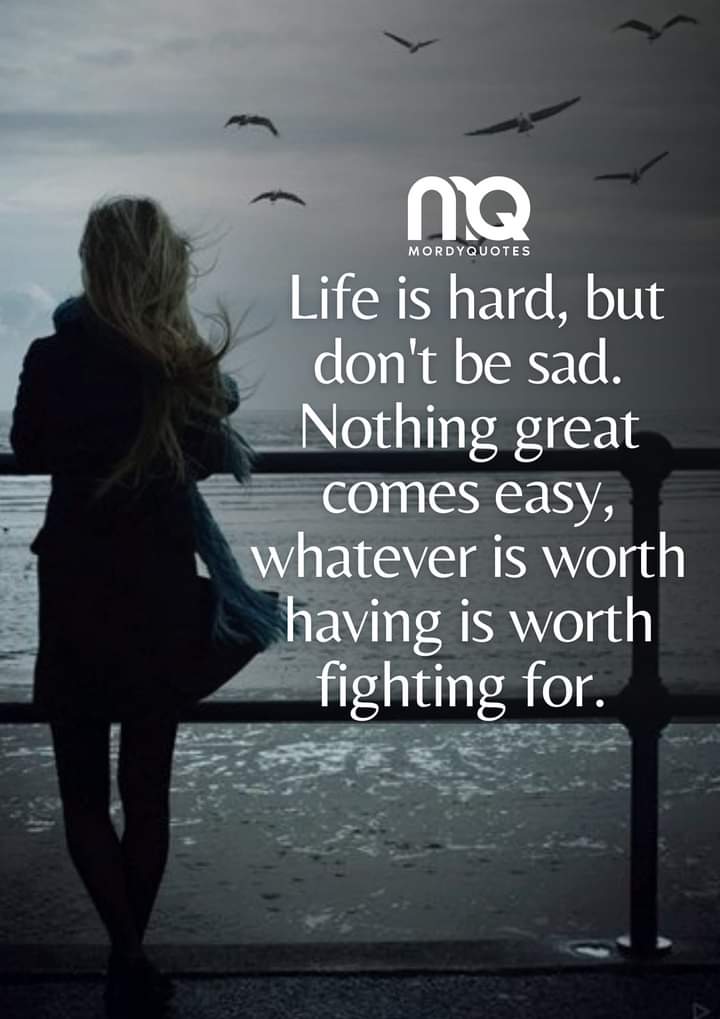 MQ
MORDYQUOTES
Life is hard, but
don't be sad.
Nothing great
comes easy,
whatever is worth
having is worth
fighting for.